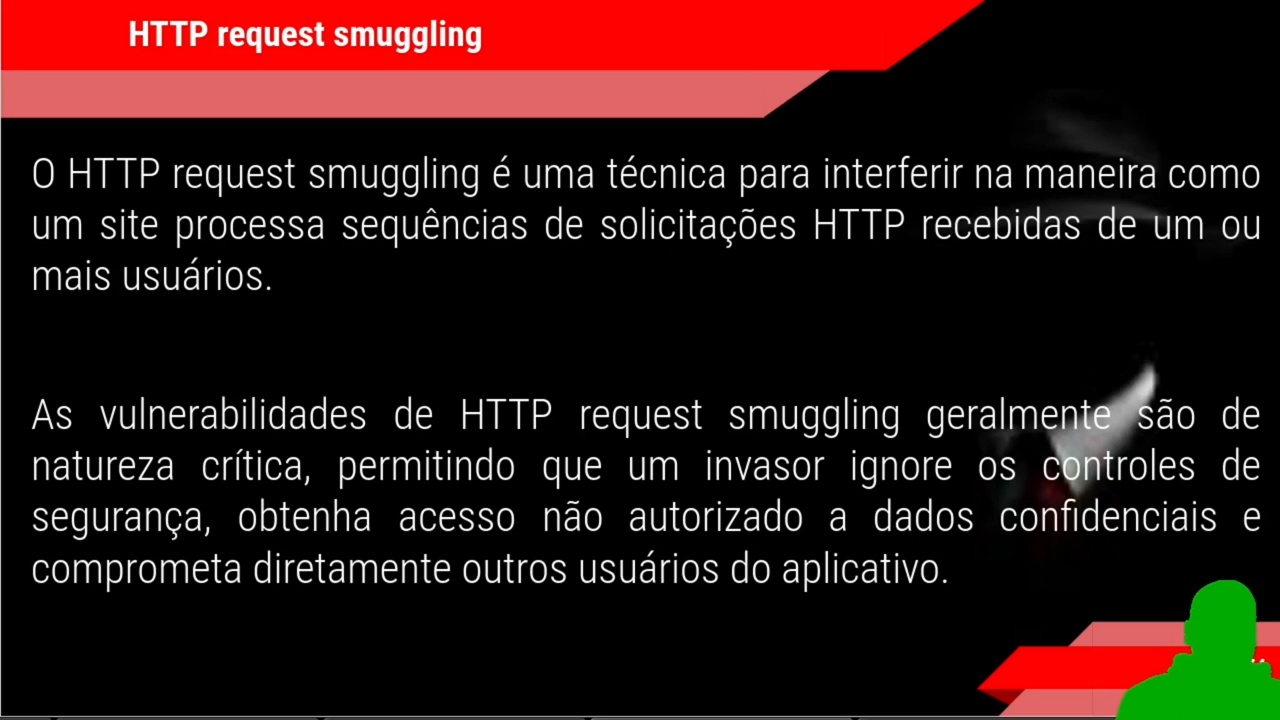 HTTP request smuggling
O HTTP request smuggling é uma técnica para interferir na maneira como
um site processa sequências de solicitações HTTP recebidas de um ou
mais usuários.
As vulnerabilidades de HTTP request smuggling geralmente são de
natureza crítica, permitindo que um invasor ignore os controles de
segurança, obtenha acesso não autorizado a dados confidenciais e
comprometa diretamente outros usuários do aplicativo.